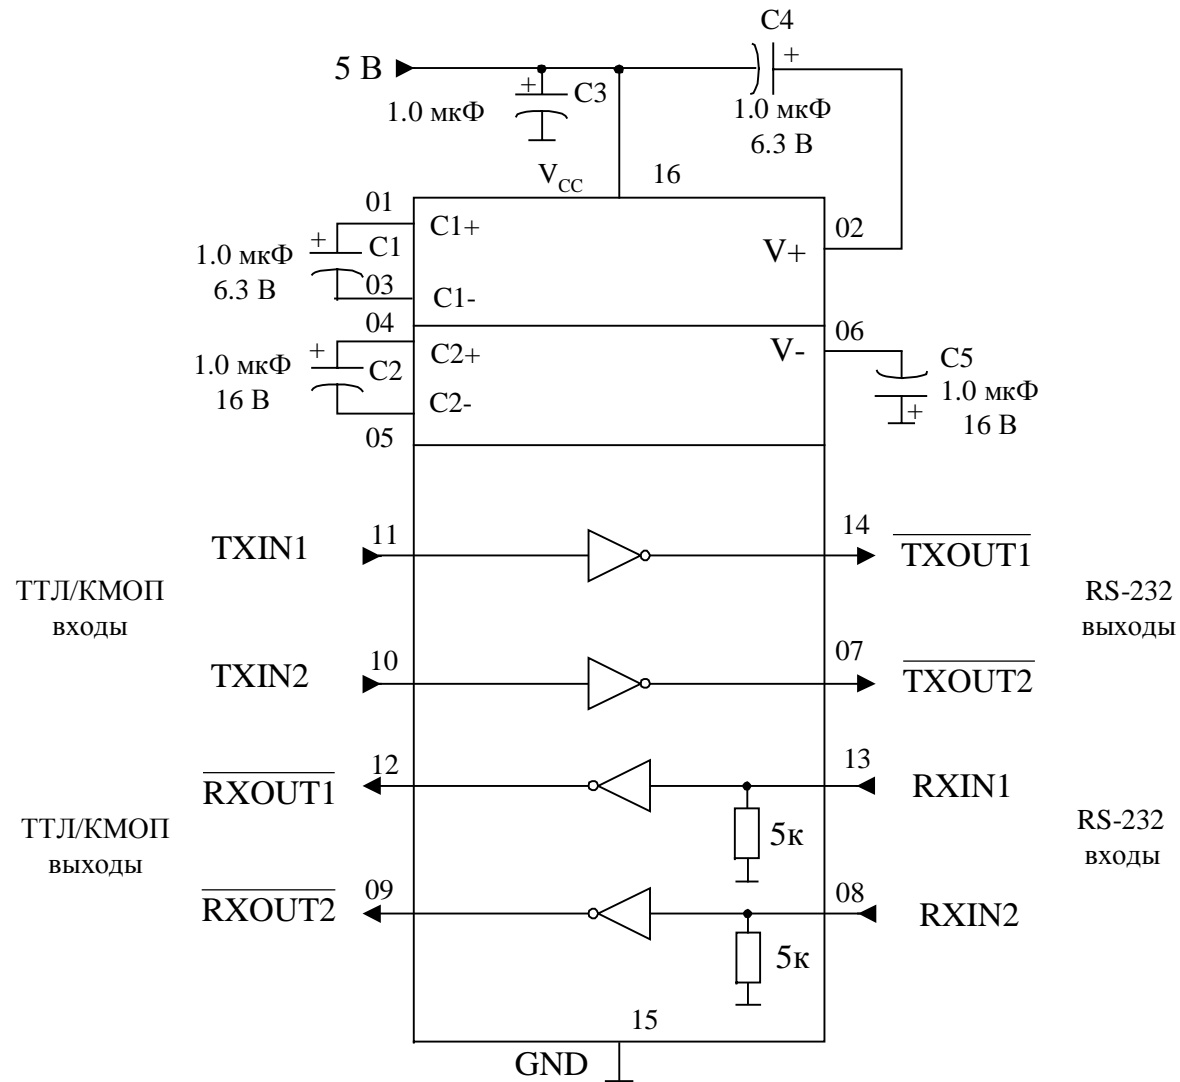 C4
+
5 В
+
C3
1.0 мкФ
1.0 мкФ
6.3 В
VCC
16
01
C1+
02
V+
+
C1
1.0 мкФ
6.3 В
03
C1-
04
06
V-
+
C2+
C5
1.0 мкФ
C2
1.0 мкФ
16 В
C2-
+
16 В
05
TXIN1
11
14
TXOUT1
ТТЛ/КМОП
входы
RS-232
выходы
TXIN2
10
07
TXOUT2
RXOUT1
12
13
RXIN1
ТТЛ/КМОП
выходы
5к
RS-232
входы
RXOUT2
09
08
RXIN2
5к
15
GND